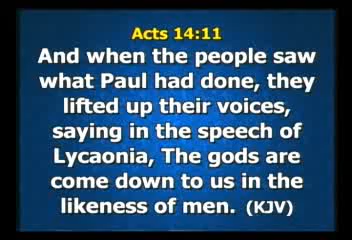 Acts 14:11
And when the people saw
what Paul had done, they
lifted up their voices,
saying in the speech of
Lycaonia, The gods are
come down to us in the
likeness of men. (KJV)